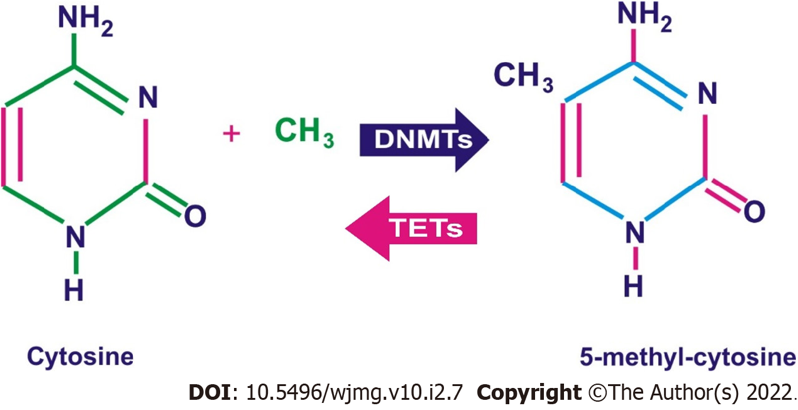 NH₂
N
O
N
H
+ CH₃
DNMTs
TETs
NH₂
CH₃
N
O
N
H
Cytosine
5-methyl-cytosine
DOI: 10.5496/wjmg.v10.i2.7 Copyright ©The Author(s) 2022.